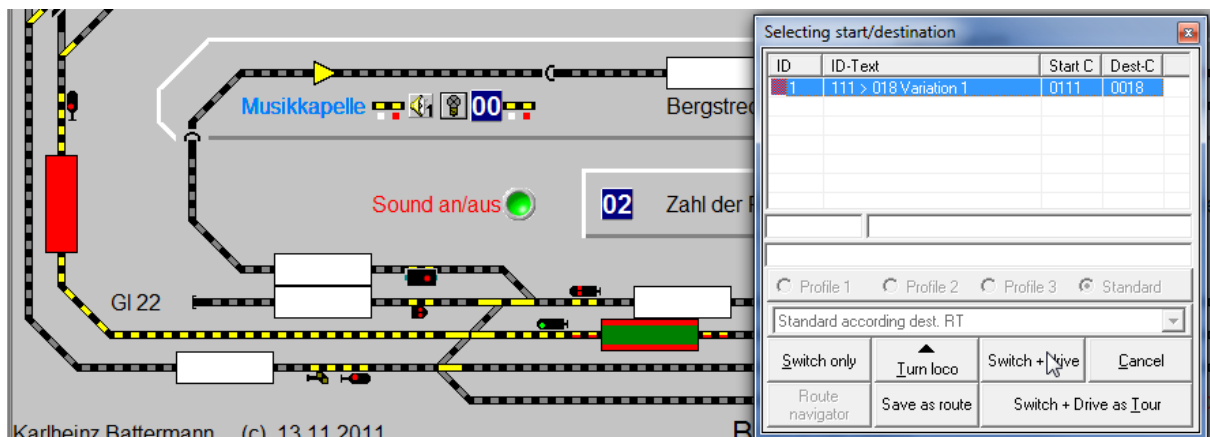 Selecting start/destination
ID ID-Text Start C Dest-C
1 111 > 018 Variation 1 0111 0018
Musikkapelle 1 00
Sound an/aus
02 Zahl der
Gl 22
Profile 1 Profile 2 Profile 3 Standard
Standard according dest. RT
Switch only Turn loco Switch + Drive Cancel
Route navigator Save as route Switch + Drive as Tour
Karlheinz Battermann (c) 13.11.2011